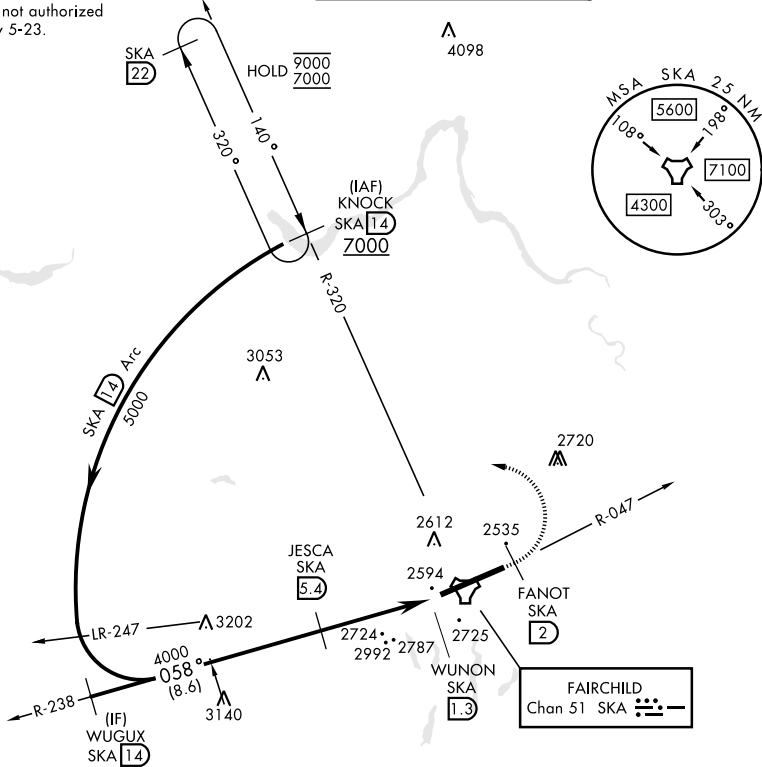 not authorized
5-23.
SKA
22
HOLD 9000
7000
4098
MSA SKA 25 NM
5600
108°
198°
7100
4300
303°
320°
140°
(IAF)
KNOCK
SKA 14
7000
R-320
SKA 14 Arc
5000
3053
2720
R-047
2612
2535
JESCA
SKA
5.4
2594
FANOT
SKA
2
LR-247
3202
2724
2992
2787
2725
4000
058°
(8.6)
WUNON
SKA
1.3
R-238
3140
(IF)
WUGUX
SKA 14
FAIRCHILD
Chan 51 SKA